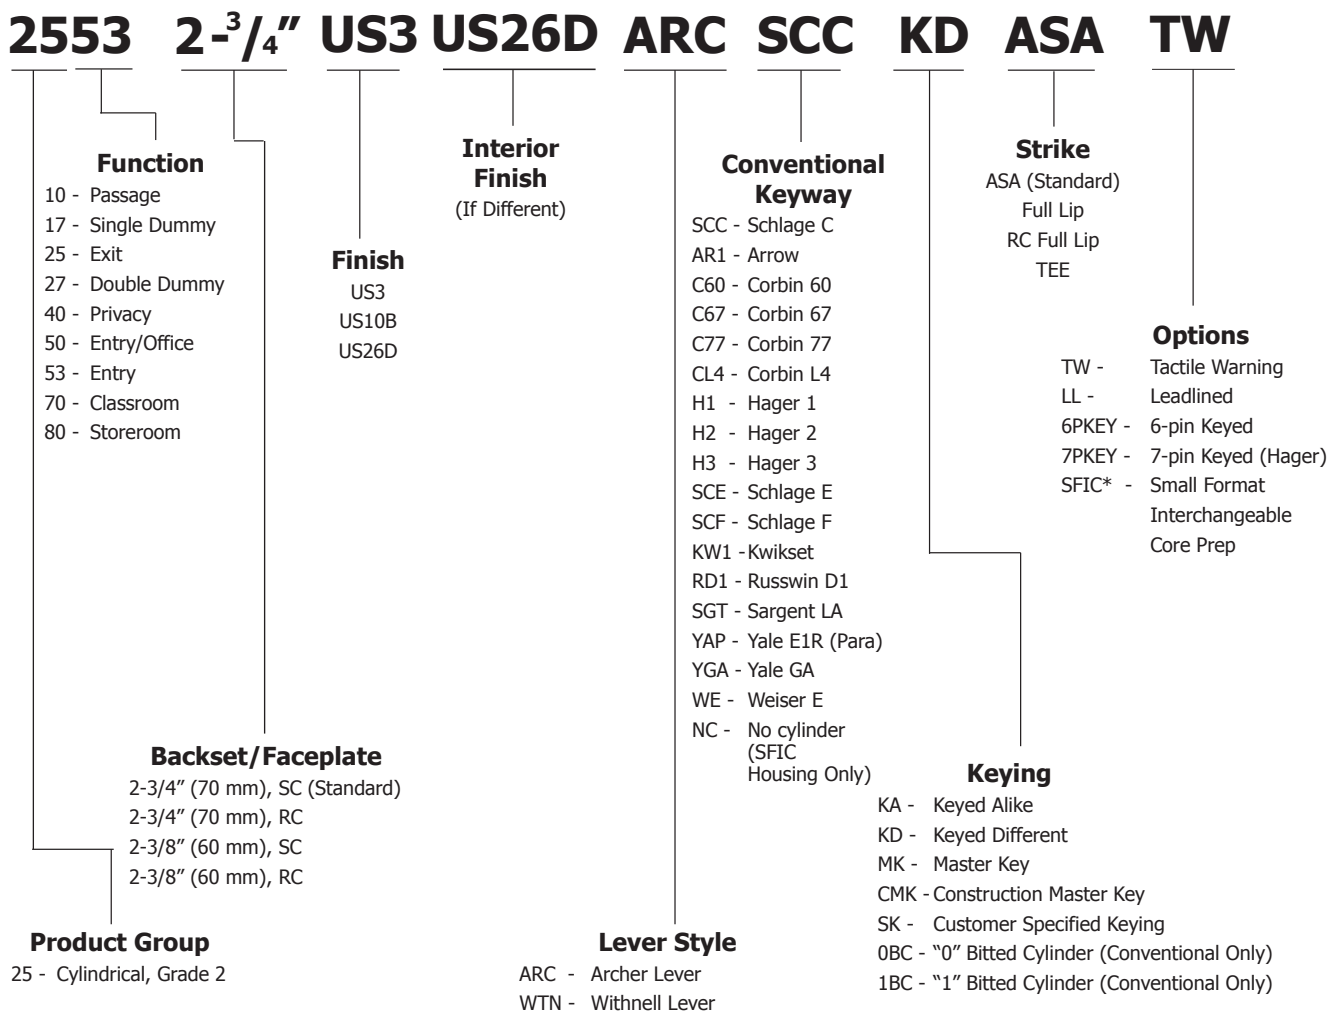 2553 2-3/4" US3 US26D ARC SCC KD ASA TW
Function
10 - Passage
17 - Single Dummy
25 - Exit
27 - Double Dummy
40 - Privacy
50 - Entry/Office
53 - Entry
70 - Classroom
80 - Storeroom
Backset/Faceplate
2-3/4" (70 mm), SC (Standard)
2-3/4" (70 mm), RC
2-3/8" (60 mm), SC
2-3/8" (60 mm), RC
Product Group
25 - Cylindrical, Grade 2
Finish
US3
US10B
US26D
Interior
Finish
(If Different)
Lever Style
ARC - Archer Lever
WTN - Withnell Lever
Conventional
Keyway
SCC - Schlage C
AR1 - Arrow
C60 - Corbin 60
C67 - Corbin 67
C77 - Corbin 77
CL4 - Corbin L4
H1 - Hager 1
H2 - Hager 2
H3 - Hager 3
SCE - Schlage E
SCF - Schlage F
KW1 - Kwikset
RD1 - Russwin D1
SGT - Sargent LA
YAP - Yale E1R (Para)
YGA - Yale GA
WE - Weiser E
NC - No cylinder
(SFIC
Housing Only)
Keying
KA - Keyed Alike
KD - Keyed Different
MK - Master Key
CMK - Construction Master Key
SK - Customer Specified Keying
0BC - “0” Bitted Cylinder (Conventional Only)
1BC - “1” Bitted Cylinder (Conventional Only)
Strike
ASA (Standard)
Full Lip
RC Full Lip
TEE
Options
TW - Tactile Warning
LL - Leadlined
6PKEY - 6-pin Keyed
7PKEY - 7-pin Keyed (Hager)
SFIC* - Small Format
Interchangeable
Core Prep